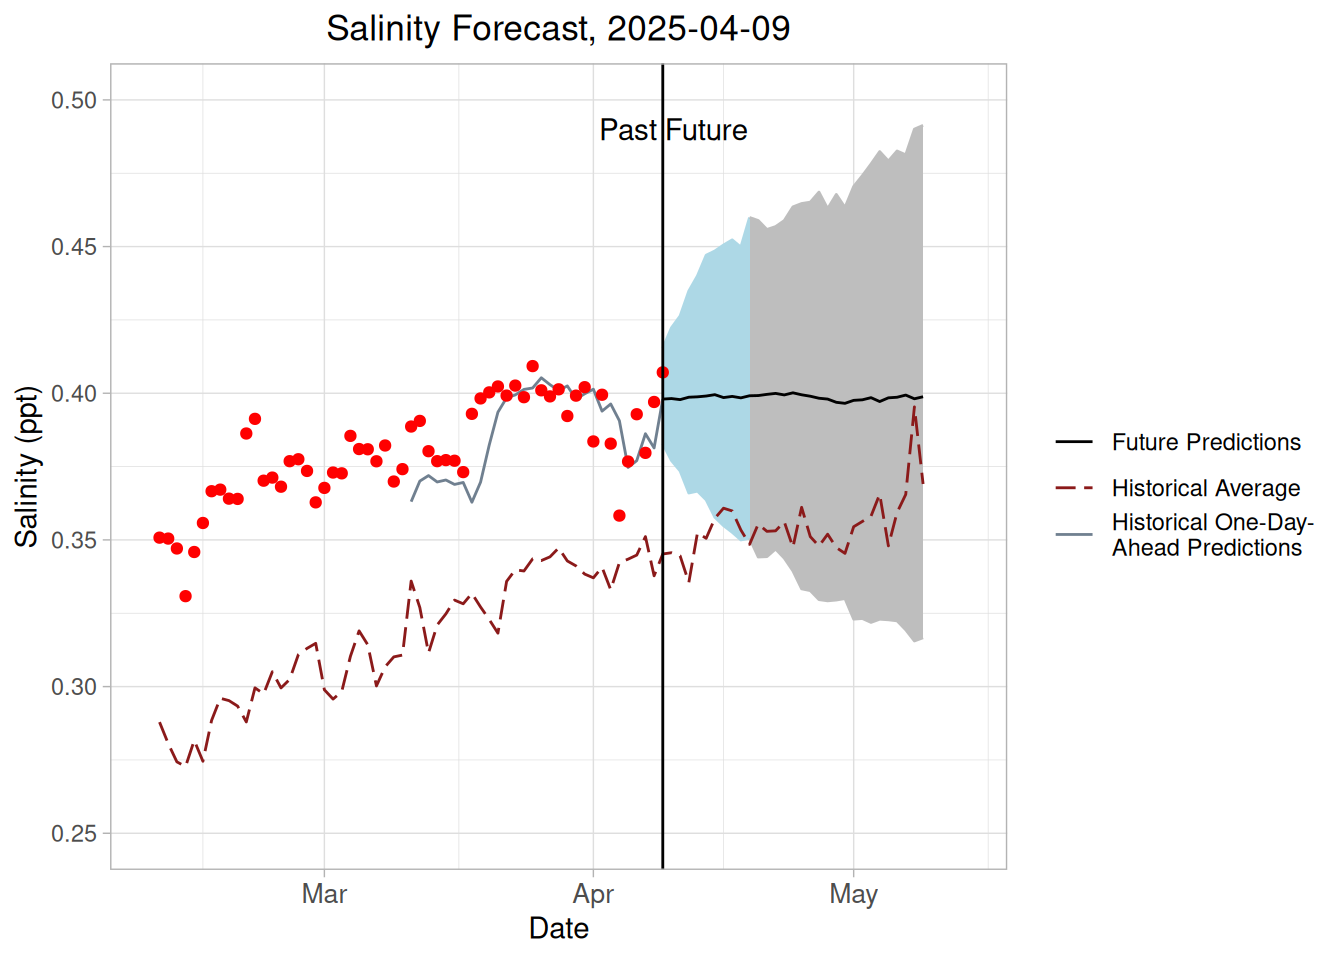 Salinity Forecast, 2025-04-09
Past Future
0.50
0.45
0.40
0.35
0.30
0.25
Salinity (ppt)
Mar
Apr
May
Date
Future Predictions
Historical Average
Historical One-Day-
Ahead Predictions